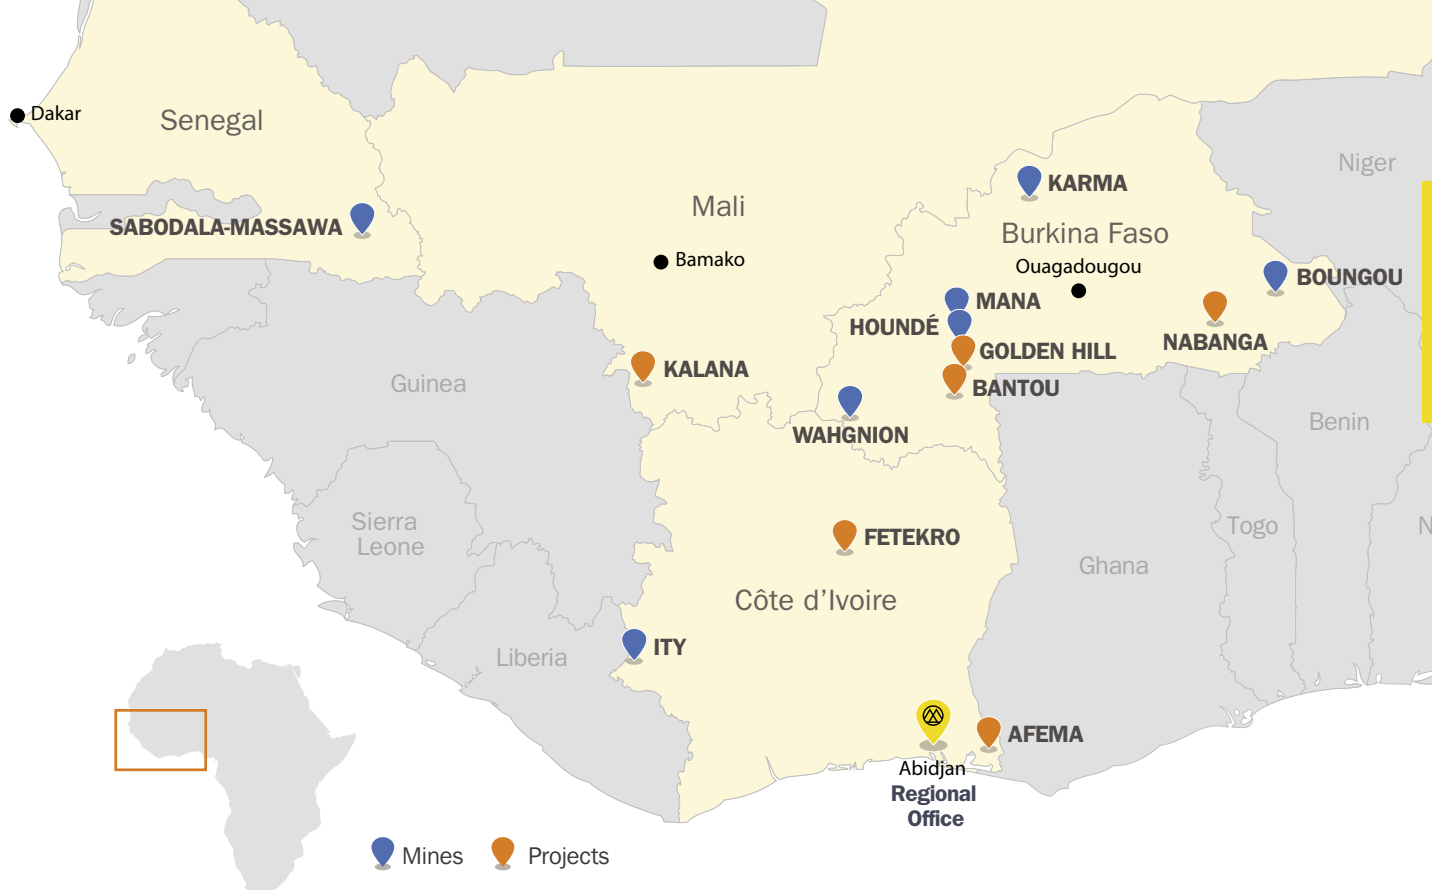 Dakar
Senegal
Niger
KARMA
Mali
SABODALA-MASSAWA
Burkina Faso
Bamako
Ouagadougou
BOUNGOU
MANA
HOUNDÉ
NABANGA
GOLDEN HILL
KALANA
Guinea
BANTOU
Benin
WAHGNION
Sierra
Leone
Togo
N
FETEKRO
Ghana
Côte d’Ivoire
ITY
Liberia
AFEMA
Abidjan
Regional
Office
Mines
Projects